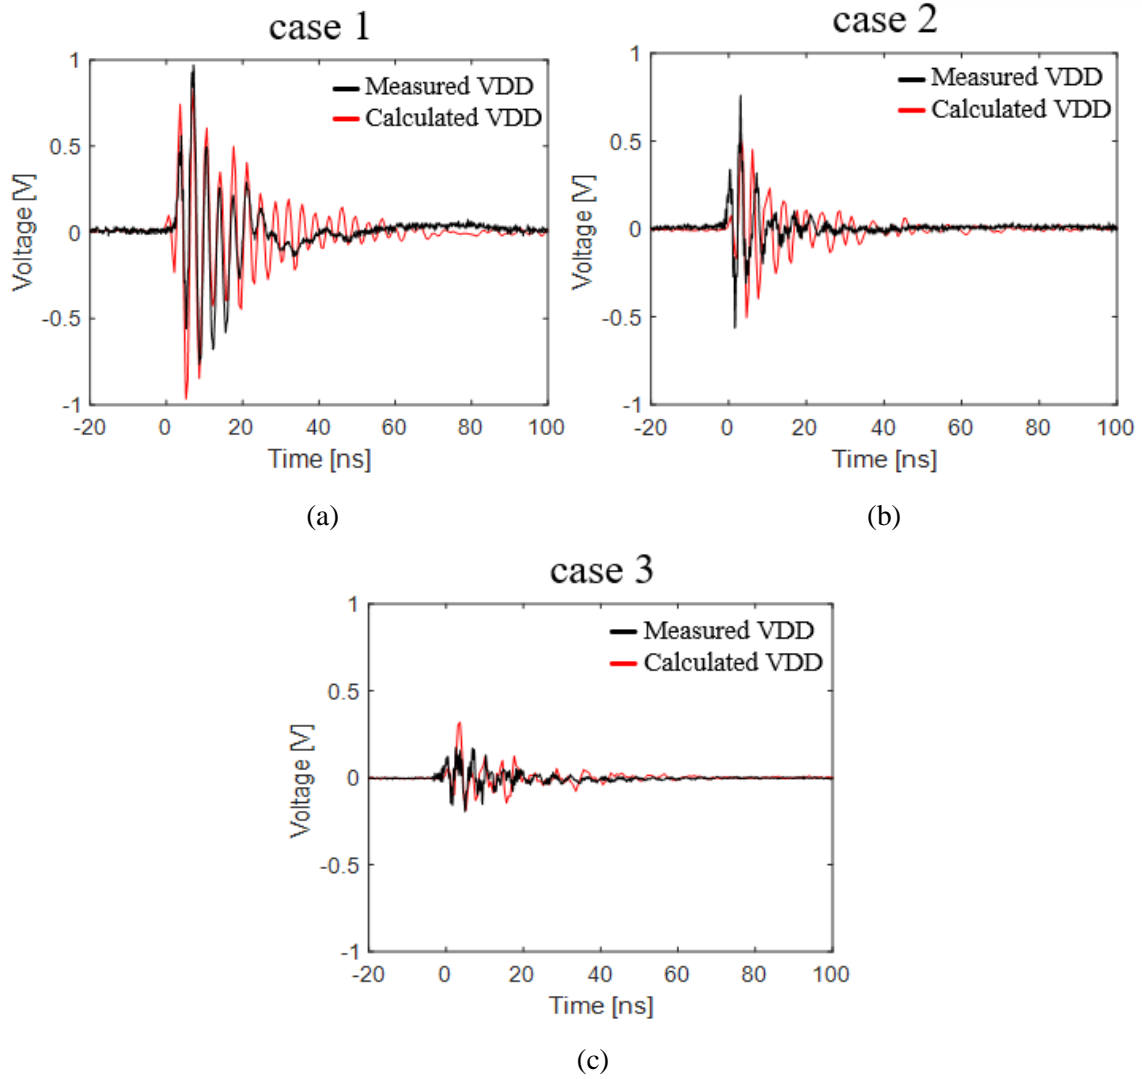 case 1
1
0.5
0
-0.5
-1
Voltage [V]
Measured VDD
Calculated VDD
-20 0 20 40 60 80 100
Time [ns]
(a)
case 2
1
0.5
0
-0.5
-1
Voltage [V]
Measured VDD
Calculated VDD
-20 0 20 40 60 80 100
Time [ns]
(b)
case 3
1
0.5
0
-0.5
-1
Voltage [V]
Measured VDD
Calculated VDD
-20 0 20 40 60 80 100
Time [ns]
(c)